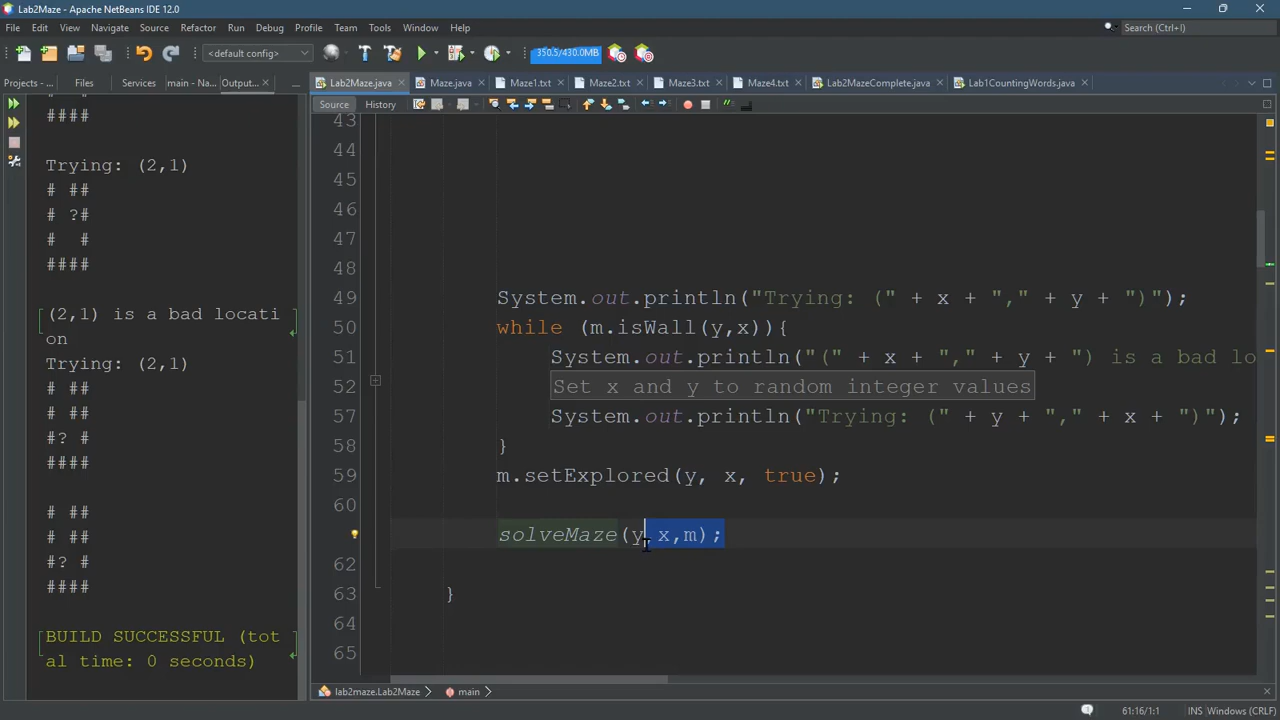 Lab2Maze - Apache NetBeans IDE 12.0
File Edit View Navigate Source Refactor Run Debug Profile Team Tools Window Help
Search (Ctrl+I)
<default config>
350.5/430.0MB
Projects - ... Files Services main - Na... Output...
Lab2Maze.java Maze.java Maze1.txt Maze2.txt Maze3.txt Maze4.txt Lab2MazeComplete.java Lab1CountingWords.java
Source History
####
Trying: (2,1)
# ##
# ?#
#   #
####
(2,1) is a bad locati
on
Trying: (2,1)
# ##
# ##
#? #
####
# ##
# ##
#? #
####
BUILD SUCCESSFUL (tot
al time: 0 seconds)
43
44
45
46
47
48
49 System.out.println("Trying: (" + x + "," + y + ")");
50 while (m.isWall(y,x)){
51 System.out.println("(" + x + "," + y + ") is a bad lo
52 Set x and y to random integer values
57 System.out.println("Trying: (" + y + "," + x + ")");
58 }
59 m.setExplored(y, x, true);
60
solveMaze(y, x,m);
62
63 }
64
65
lab2maze.Lab2Maze main
61:16/1:1 INS Windows (CRLF)